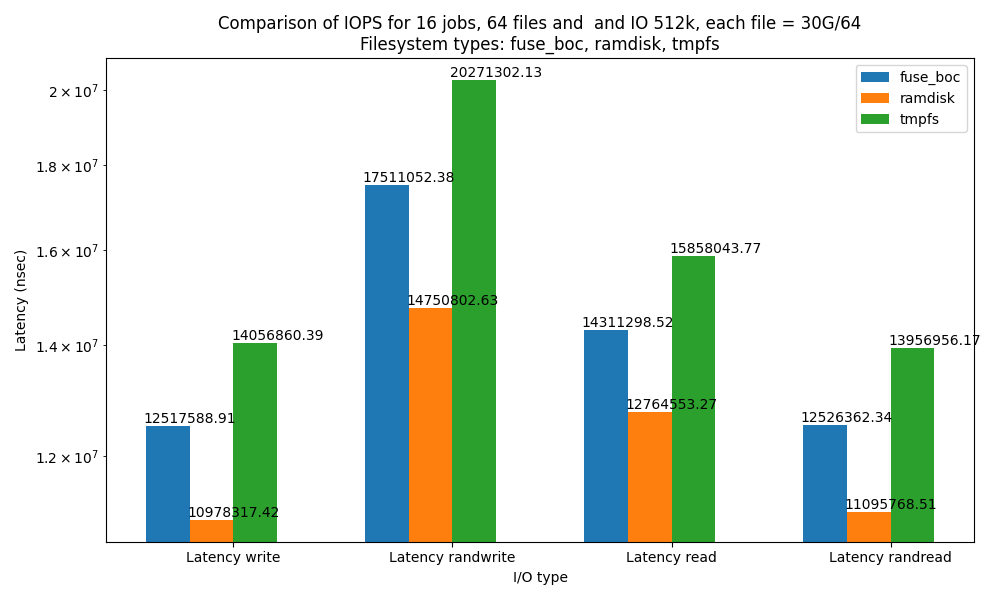 Comparison of IOPS for 16 jobs, 64 files and  and IO 512k, each file = 30G/64
Filesystem types: fuse_boc, ramdisk, tmpfs
fuse_boc
ramdisk
tmpfs
Latency (nsec)
2 × 10⁷
1.8 × 10⁷
1.6 × 10⁷
1.4 × 10⁷
1.2 × 10⁷
12517588.91
10978317.42
14056860.39
17511052.38
14750802.63
20271302.13
14311298.52
12764553.27
15858043.77
12526362.34
11095768.51
13956956.17
Latency write
Latency randwrite
Latency read
Latency randread
I/O type